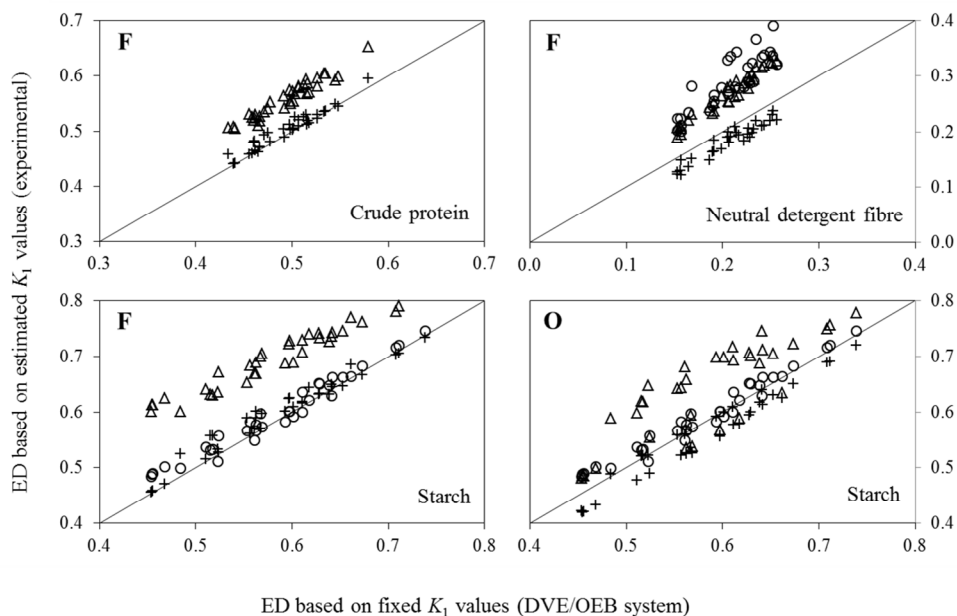 0.7
F
0.6
0.5
0.4
Crude protein
0.3
0.3 0.4 0.5 0.6 0.7
0.4
F
0.3
0.2
0.1
Neutral detergent fibre
0.0
0.0 0.1 0.2 0.3 0.4
0.8
F
0.7
0.6
0.5
Starch
0.4
0.4 0.5 0.6 0.7 0.8
0.8
O
0.7
0.6
0.5
Starch
0.4
0.4 0.5 0.6 0.7 0.8
ED based on estimated K1 values (experimental)
ED based on fixed K1 values (DVE/OEB system)